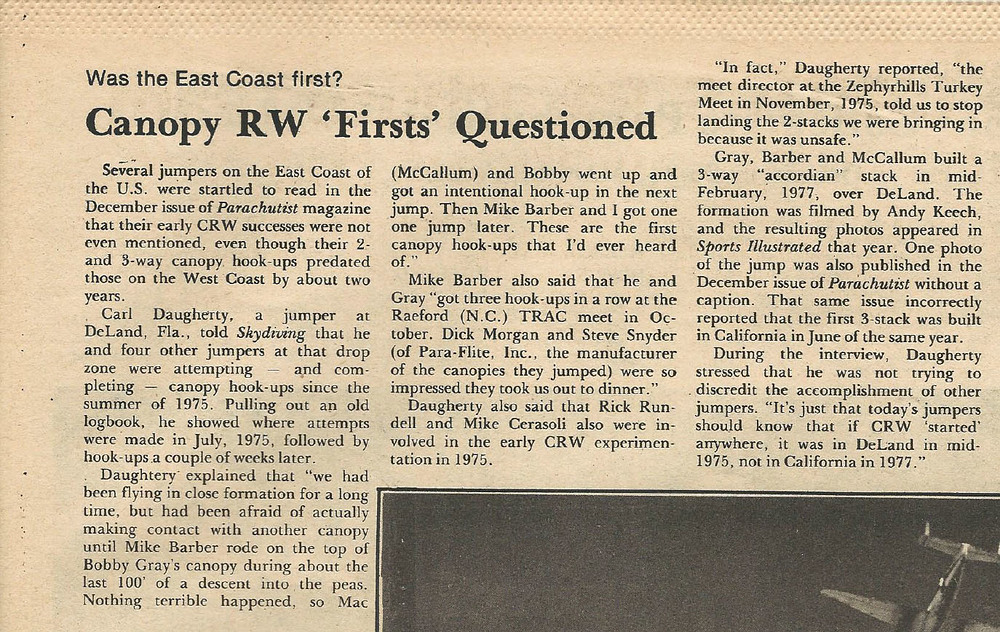 Was the East Coast first?
Canopy RW ‘Firsts’ Questioned
Several jumpers on the East Coast of
the U.S. were startled to read in the
December issue of Parachutist magazine
that their early CRW successes were not
even mentioned, even though their 2-
and 3-way canopy hook-ups predated
those on the West Coast by about two
years.
Carl Daugherty, a jumper at
DeLand, Fla., told Skydiving that he
and four other jumpers at that drop
zone were attempting — and com-
pleting — canopy hook-ups since the
summer of 1975. Pulling out an old
logbook, he showed where attempts
were made in July, 1975, followed by
hook-ups a couple of weeks later.
Daughtery explained that “we had
been flying in close formation for a long
time, but had been afraid of actually
making contact with another canopy
until Mike Barber rode on the top of
Bobby Gray's canopy during about the
last 100' of a descent into the peas.
Nothing terrible happened, so Mac
(McCallum) and Bobby went up and
got an intentional hook-up in the next
jump. Then Mike Barber and I got one
one jump later. These are the first
canopy hook-ups that I'd ever heard
of.”
Mike Barber also said that he and
Gray “got three hook-ups in a row at the
Raeford (N.C.) TRAC meet in Oc-
tober. Dick Morgan and Steve Snyder
(of Para-Flite, Inc., the manufacturer
of the canopies they jumped) were so
impressed they took us out to dinner.”
Daugherty also said that Rick Run-
dell and Mike Cerasoli also were in-
volved in the early CRW experimen-
tation in 1975.
“In fact,” Daugherty reported, “the
meet director at the Zephyrhills Turkey
Meet in November, 1975, told us to stop
landing the 2-stacks we were bringing in
because it was unsafe.”
Gray, Barber and McCallum built a
3-way “accordian” stack in mid-
February, 1977, over DeLand. The
formation was filmed by Andy Keech,
and the resulting photos appeared in
Sports Illustrated that year. One photo
of the jump was also published in the
December issue of Parachutist without a
caption. That same issue incorrectly
reported that the first 3-stack was built
in California in June of the same year.
During the interview, Daugherty
stressed that he was not trying to
discredit the accomplishment of other
jumpers. “It's just that today's jumpers
should know that if CRW ‘started’
anywhere, it was in DeLand in mid-
1975, not in California in 1977.”